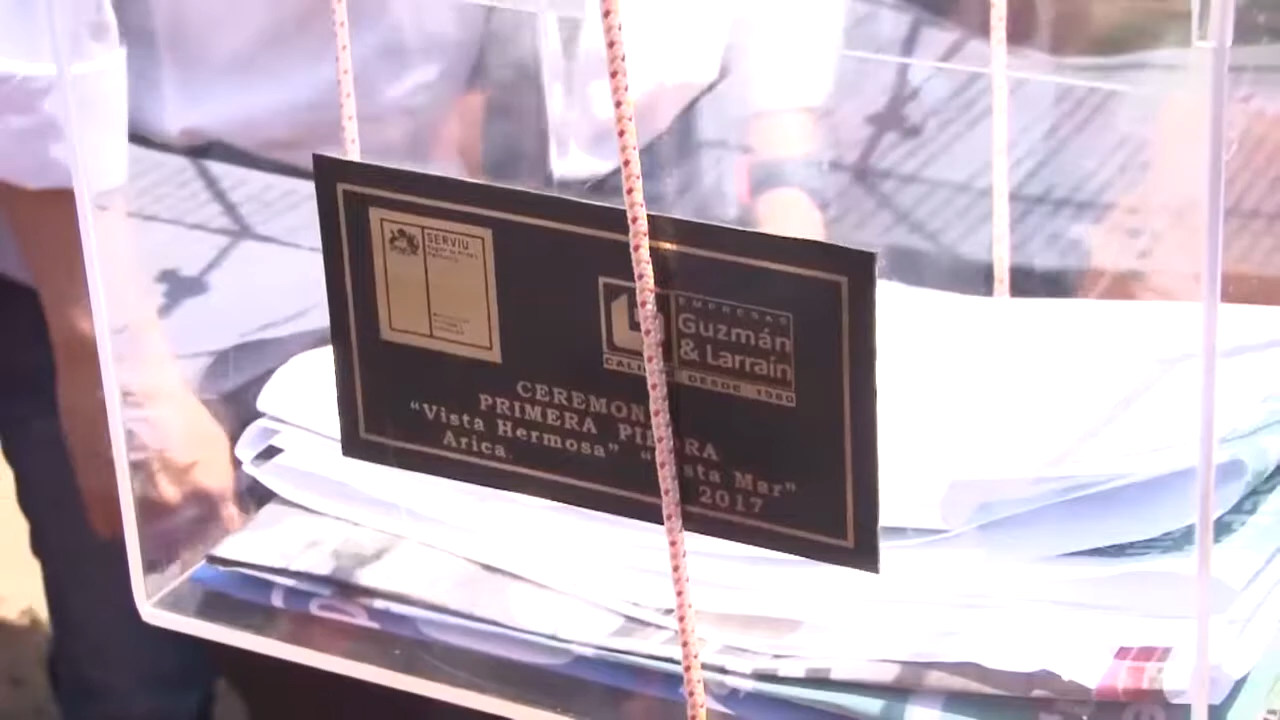 SERVIU
EMPRESAS
Guzmán
& Larraín
DESDE 1980
CEREMON
PRIMERA PI RA
“Vista Hermosa” “ sta Mar”
Arica. 2017